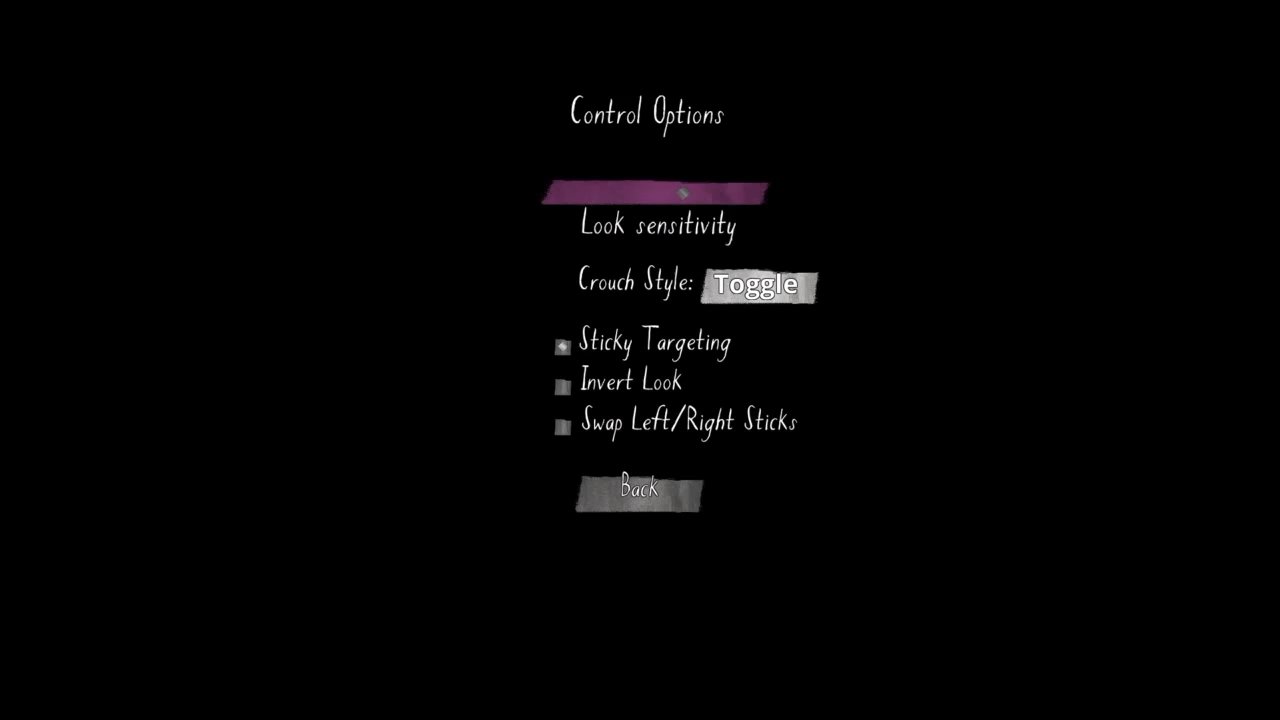 Control Options
Look sensitivity
Crouch Style: Toggle
Sticky Targeting
Invert Look
Swap Left/Right Sticks
Back